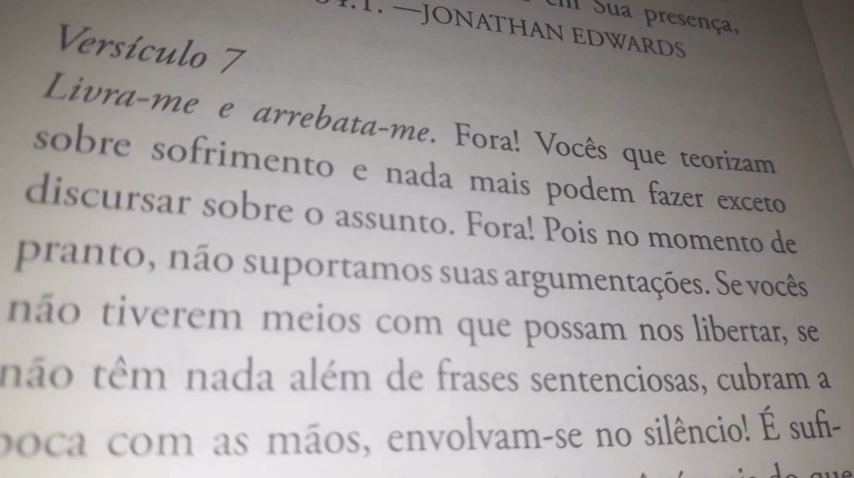 em Sua presença,
—JONATHAN EDWARDS
Versículo 7
Livra-me e arrebata-me. Fora! Vocês que teorizam
sobre sofrimento e nada mais podem fazer exceto
discursar sobre o assunto. Fora! Pois no momento de
pranto, não suportamos suas argumentações. Se vocês
não tiverem meios com que possam nos libertar, se
não têm nada além de frases sentenciosas, cubram a
boca com as mãos, envolvam-se no silêncio! É sufi-